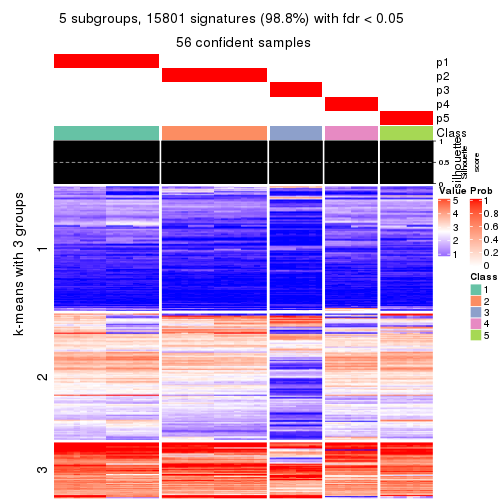 5 subgroups, 15801 signatures (98.8%) with fdr < 0.05
56 confident samples
p1
p2
p3
p4
p5
Class
1
0.5
0
silhouette
Silhouette
score
k-means with 3 groups
1
2
3
Value
5
4
3
2
1
Prob
1
0.8
0.6
0.4
0.2
0
Class
1
2
3
4
5